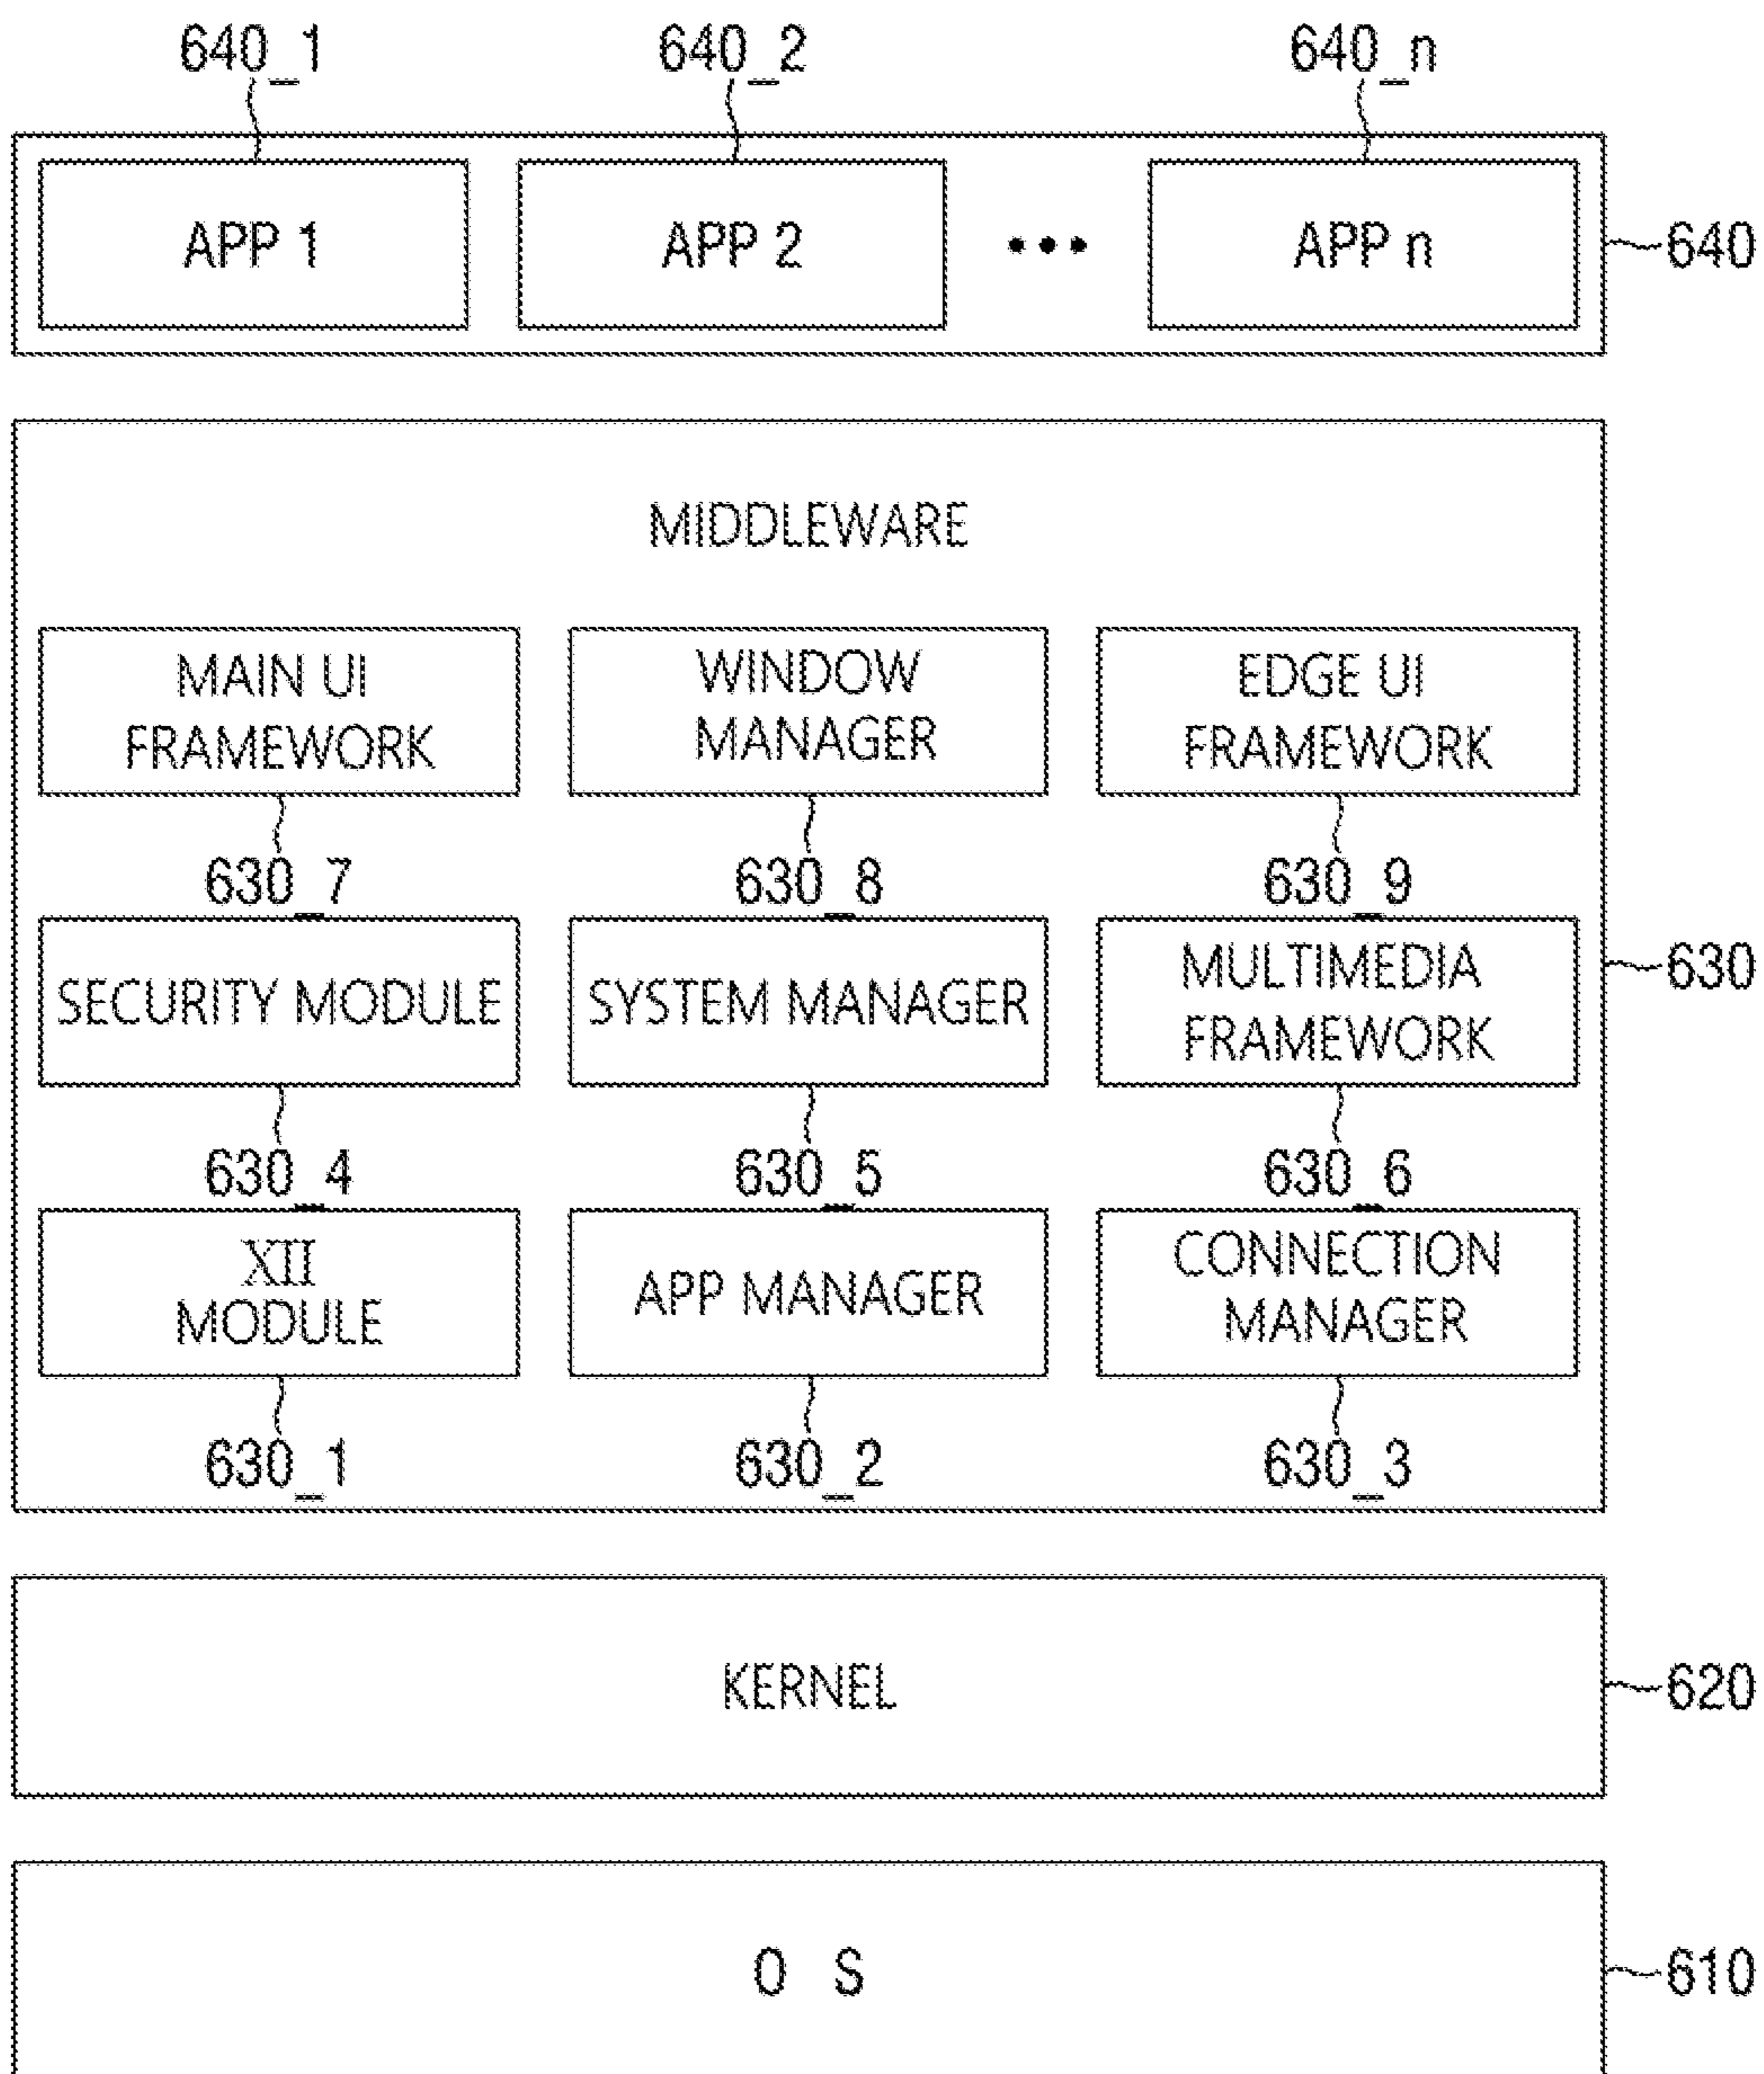 640_1 640_2 640_n
APP 1 APP 2 ••• APP n 640
MIDDLEWARE
MAIN UI
FRAMEWORK
WINDOW
MANAGER
EDGE UI
FRAMEWORK
630_7 630_8 630_9
SECURITY MODULE
SYSTEM MANAGER
MULTIMEDIA
FRAMEWORK
630
630_4 630_5 630_6
XII
MODULE
APP MANAGER
CONNECTION
MANAGER
630_1 630_2 630_3
KERNEL 620
O S 610